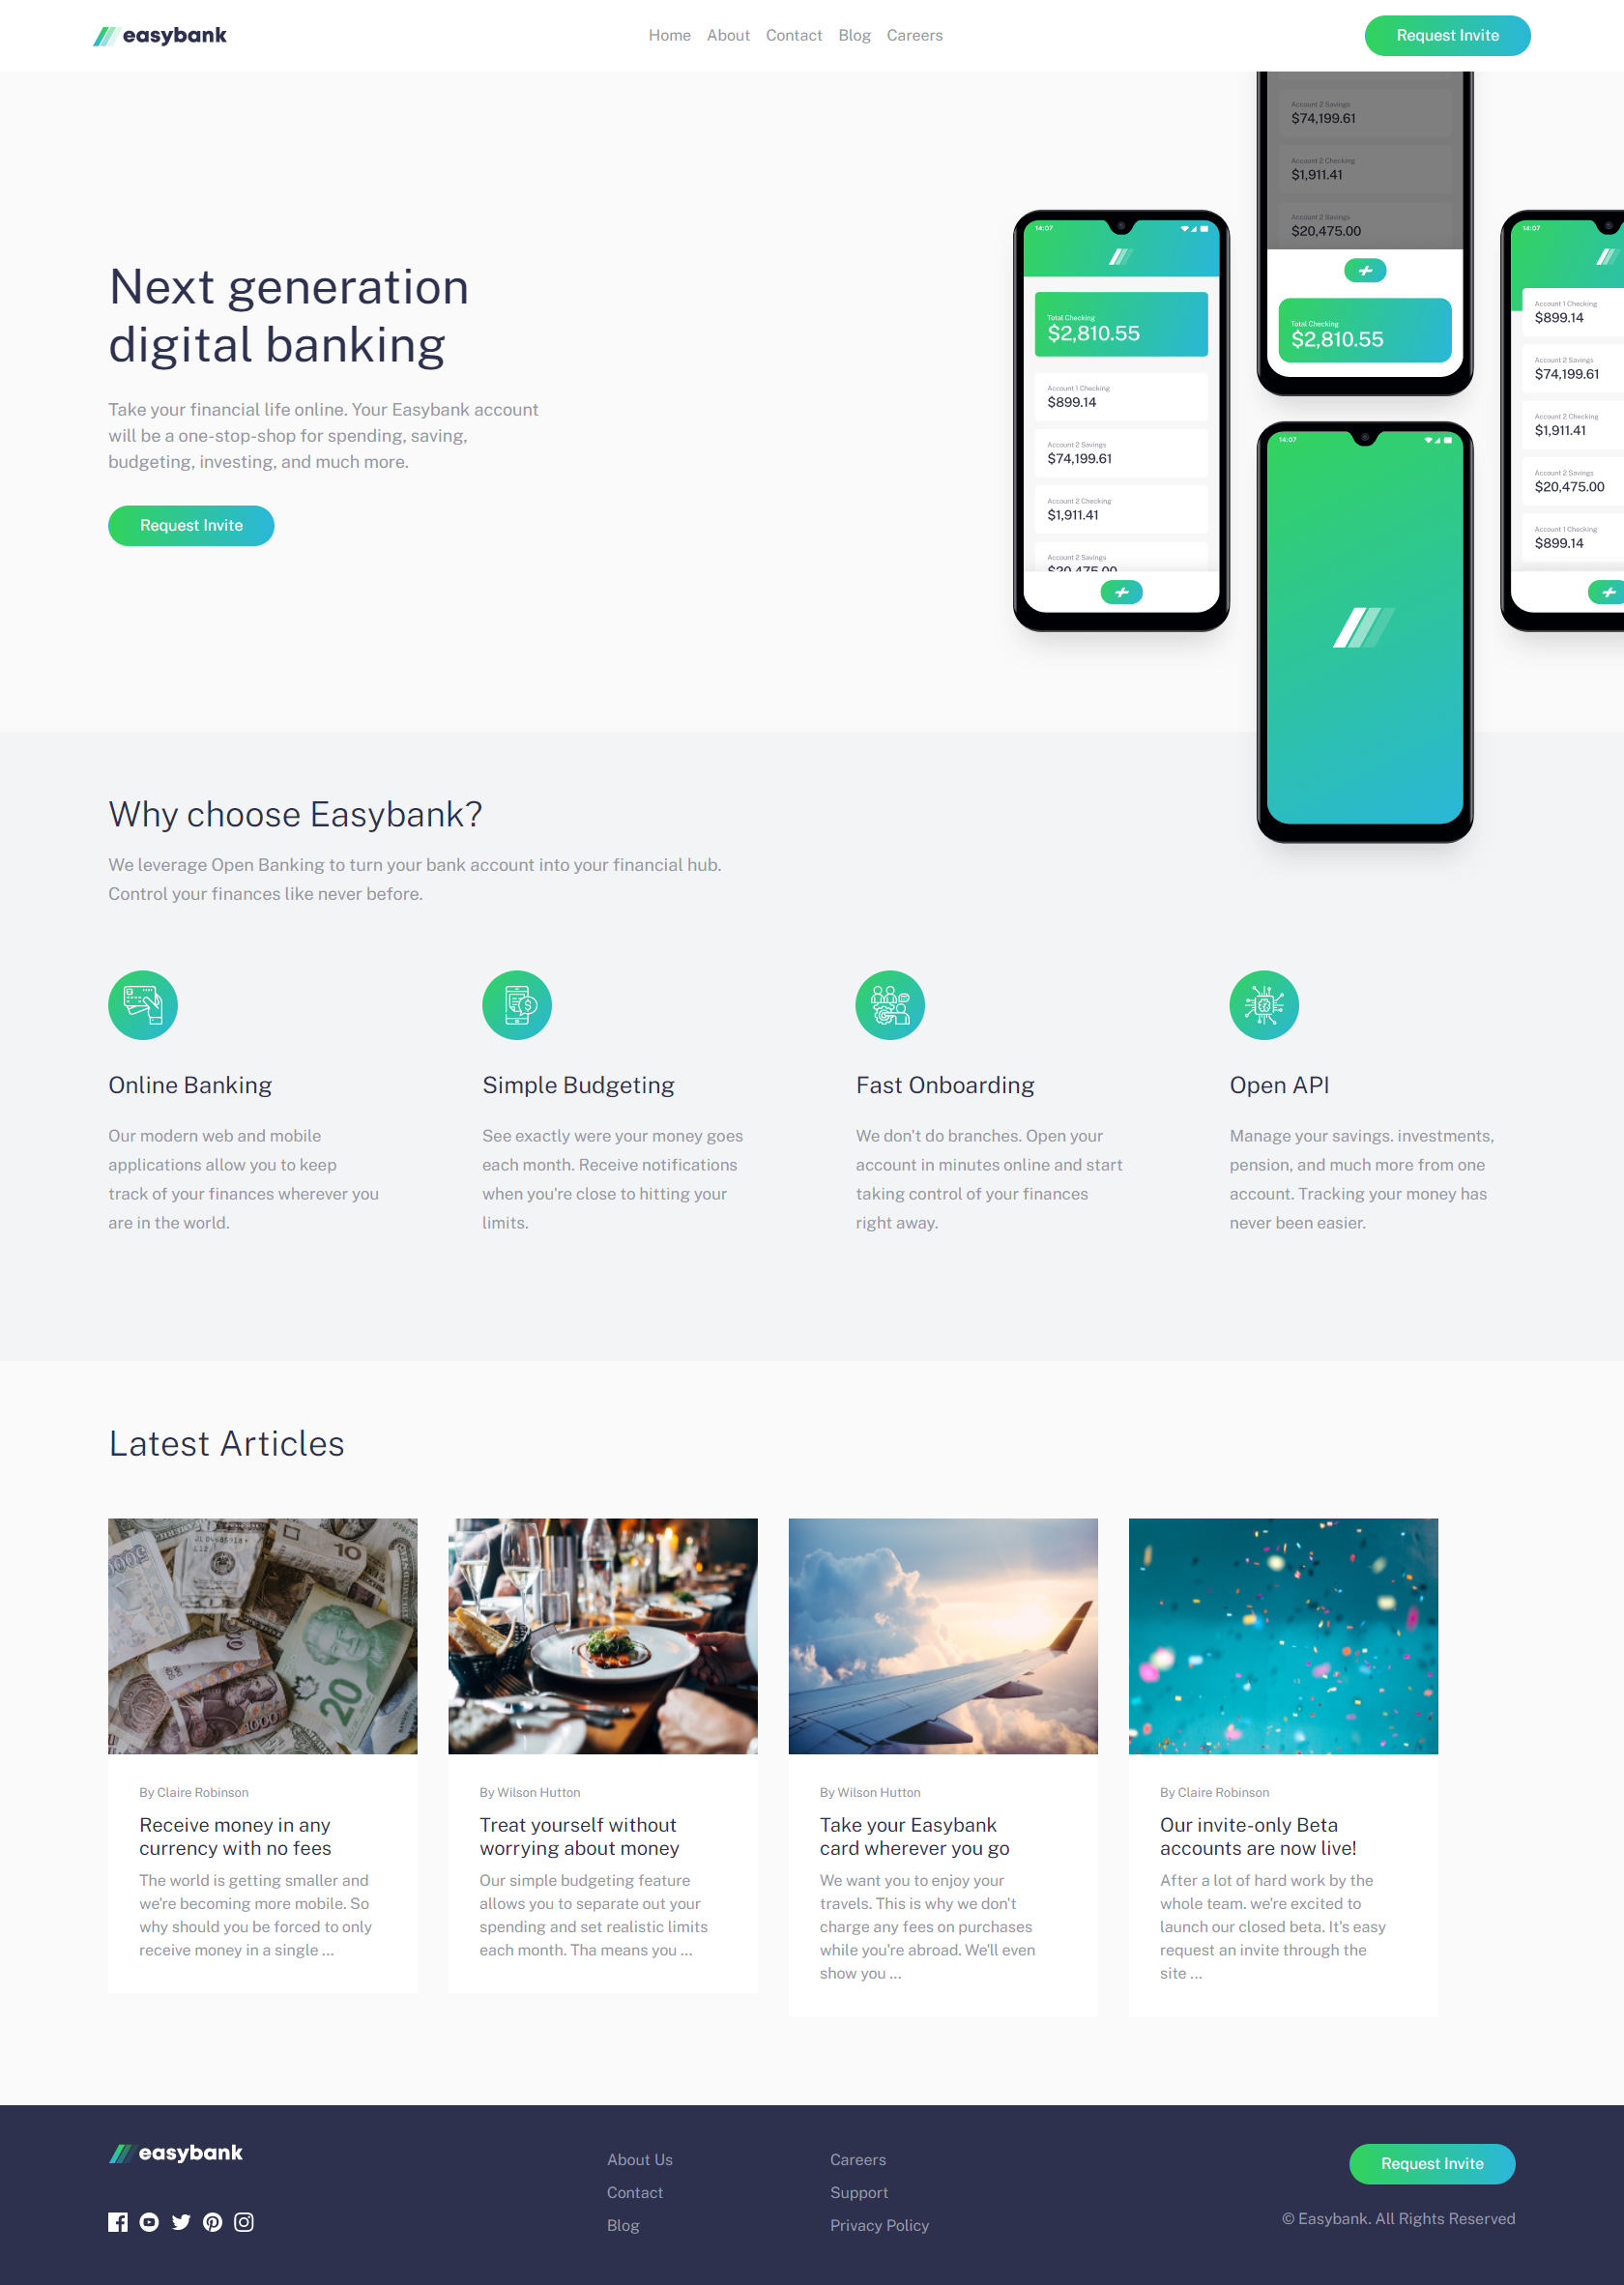 easybank
Home About Contact Blog Careers
Request Invite
Next generation
digital banking
Take your financial life online. Your Easybank account
will be a one-stop-shop for spending, saving,
budgeting, investing, and much more.
Request Invite
14:07
Total Checking
$2,810.55
Account 1 Checking
$899.14
Account 2 Savings
$74,199.61
Account 2 Checking
$1,911.41
Account 2 Savings
$20,475.00
Account 2 Savings
$74,199.61
Account 2 Checking
$1,911.41
Account 2 Savings
$20,475.00
Total Checking
$2,810.55
14:07
14:07
Account 1 Checking
$899.14
Account 2 Savings
$74,199.61
Account 2 Checking
$1,911.41
Account 2 Savings
$20,475.00
Account 1 Checking
$899.14
Why choose Easybank?
We leverage Open Banking to turn your bank account into your financial hub.
Control your finances like never before.
Online Banking
Our modern web and mobile
applications allow you to keep
track of your finances wherever you
are in the world.
Simple Budgeting
See exactly were your money goes
each month. Receive notifications
when you're close to hitting your
limits.
Fast Onboarding
We don't do branches. Open your
account in minutes online and start
taking control of your finances
right away.
Open API
Manage your savings. investments,
pension, and much more from one
account. Tracking your money has
never been easier.
Latest Articles
10
20
1000
By Claire Robinson
Receive money in any
currency with no fees
The world is getting smaller and
we're becoming more mobile. So
why should you be forced to only
receive money in a single ...
By Wilson Hutton
Treat yourself without
worrying about money
Our simple budgeting feature
allows you to separate out your
spending and set realistic limits
each month. Tha means you ...
By Wilson Hutton
Take your Easybank
card wherever you go
We want you to enjoy your
travels. This is why we don't
charge any fees on purchases
while you're abroad. We'll even
show you ...
By Claire Robinson
Our invite-only Beta
accounts are now live!
After a lot of hard work by the
whole team. we're excited to
launch our closed beta. It's easy
request an invite through the
site ...
easybank
About Us
Contact
Blog
Careers
Support
Privacy Policy
Request Invite
© Easybank. All Rights Reserved